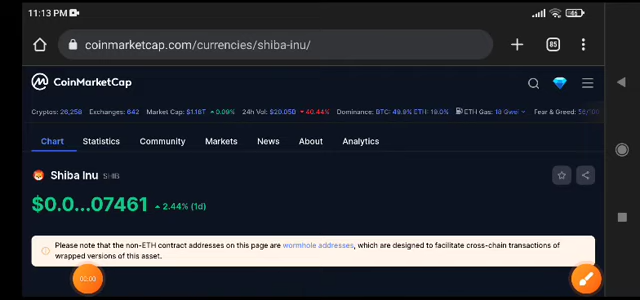 11:13 PM
coinmarketcap.com/currencies/shiba-inu/
85
CoinMarketCap
Cryptos: 26,258 Exchanges: 642 Market Cap: $1.18T 0.09% 24h Vol: $20.05B 40.44% Dominance: BTC: 49.8% ETH: 18.0% ETH Gas: 18 Gwei Fear & Greed:
Chart Statistics Community Markets News About Analytics
Shiba Inu SHIB
$0.0...07461 2.44% (1d)
Please note that the non-ETH contract addresses on this page are wormhole addresses, which are designed to facilitate cross-chain transactions of
wrapped versions of this asset.
00:00